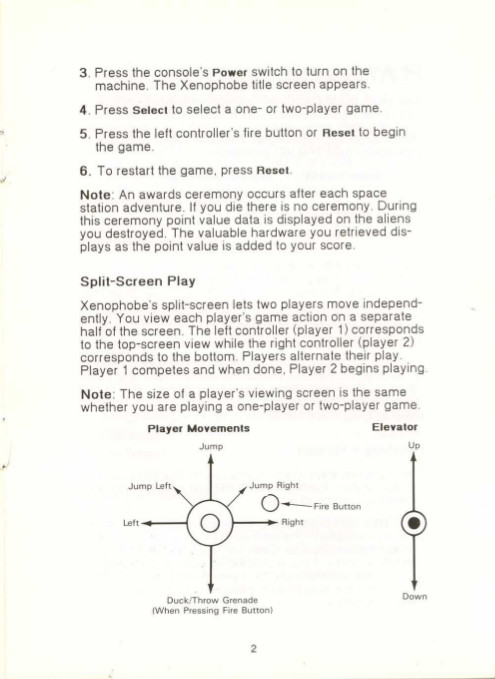 3. Press the console's Power switch to turn on the
machine. The Xenophobe title screen appears.
4. Press Select to select a one- or two-player game.
5. Press the left controller's fire button or Reset to begin
the game.
6. To restart the game, press Reset.
Note: An awards ceremony occurs after each space
station adventure. If you die there is no ceremony. During
this ceremony point value data is displayed on the aliens
you destroyed. The valuable hardware you retrieved dis-
plays as the point value is added to your score.
Split-Screen Play
Xenophobe's split-screen lets two players move independ-
ently. You view each player's game action on a separate
half of the screen. The left controller (player 1) corresponds
to the top-screen view while the right controller (player 2)
corresponds to the bottom. Players alternate their play.
Player 1 competes and when done, Player 2 begins playing.
Note: The size of a player's viewing screen is the same
whether you are playing a one-player or two-player game.
Player Movements
Jump
Jump Left
Jump Right
Fire Button
Left
Right
Duck/Throw Grenade
(When Pressing Fire Button)
Elevator
Up
Down
2